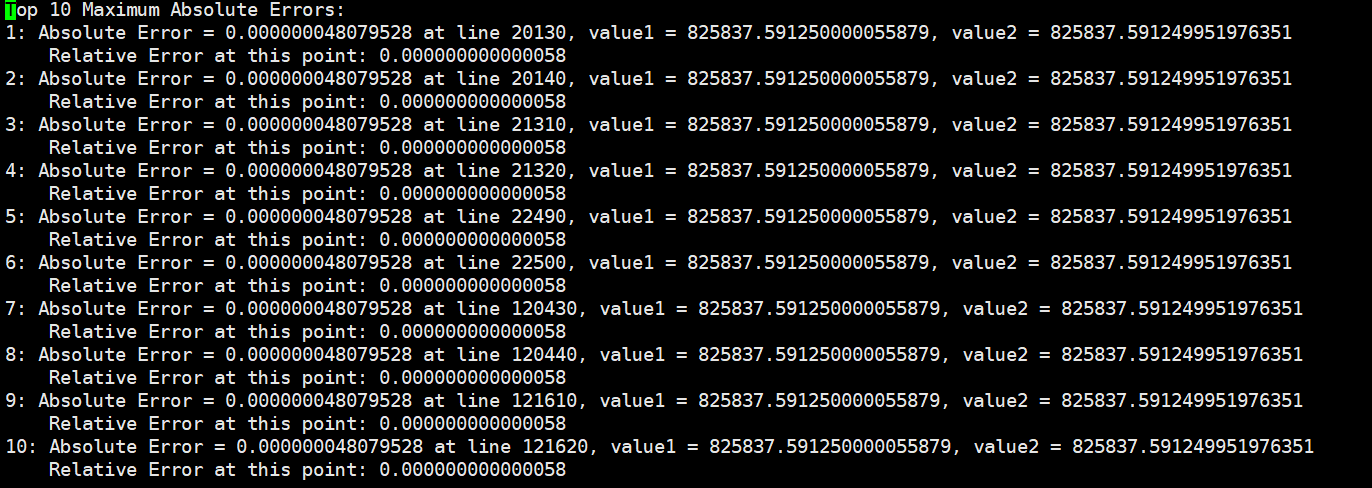 Top 10 Maximum Absolute Errors:
1: Absolute Error = 0.000000048079528 at line 20130, value1 = 825837.591250000055879, value2 = 825837.591249951976351
    Relative Error at this point: 0.000000000000058
2: Absolute Error = 0.000000048079528 at line 20140, value1 = 825837.591250000055879, value2 = 825837.591249951976351
    Relative Error at this point: 0.000000000000058
3: Absolute Error = 0.000000048079528 at line 21310, value1 = 825837.591250000055879, value2 = 825837.591249951976351
    Relative Error at this point: 0.000000000000058
4: Absolute Error = 0.000000048079528 at line 21320, value1 = 825837.591250000055879, value2 = 825837.591249951976351
    Relative Error at this point: 0.000000000000058
5: Absolute Error = 0.000000048079528 at line 22490, value1 = 825837.591250000055879, value2 = 825837.591249951976351
    Relative Error at this point: 0.000000000000058
6: Absolute Error = 0.000000048079528 at line 22500, value1 = 825837.591250000055879, value2 = 825837.591249951976351
    Relative Error at this point: 0.000000000000058
7: Absolute Error = 0.000000048079528 at line 120430, value1 = 825837.591250000055879, value2 = 825837.591249951976351
    Relative Error at this point: 0.000000000000058
8: Absolute Error = 0.000000048079528 at line 120440, value1 = 825837.591250000055879, value2 = 825837.591249951976351
    Relative Error at this point: 0.000000000000058
9: Absolute Error = 0.000000048079528 at line 121610, value1 = 825837.591250000055879, value2 = 825837.591249951976351
    Relative Error at this point: 0.000000000000058
10: Absolute Error = 0.000000048079528 at line 121620, value1 = 825837.591250000055879, value2 = 825837.591249951976351
    Relative Error at this point: 0.000000000000058